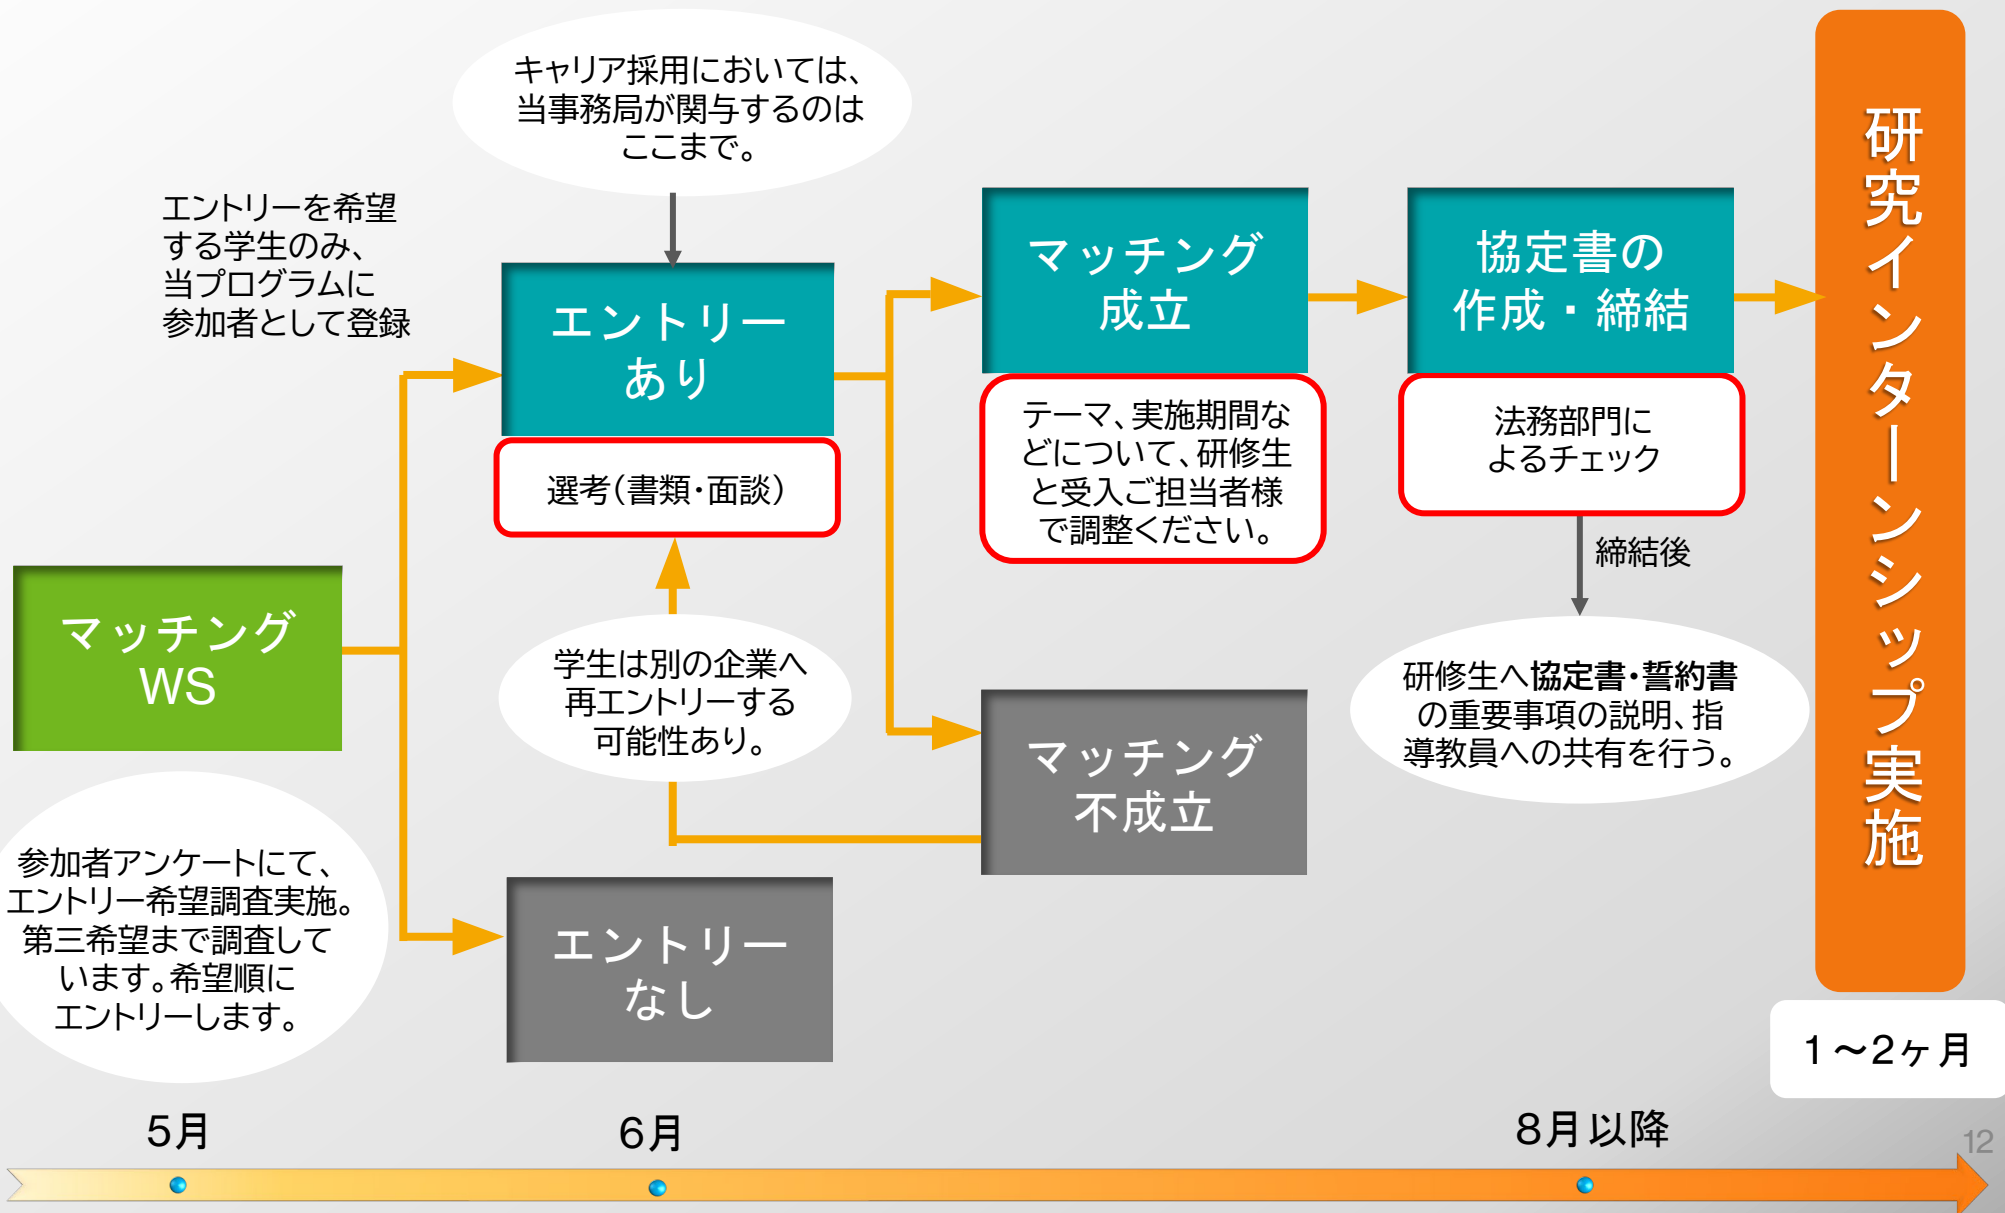 キャリア採用においては、
当事務局が関与するのは
ここまで。
エントリーを希望
する学生のみ、
当プログラムに
参加者として登録
エントリー
あり
選考(書類・面談)
マッチング
成立
テーマ、実施期間な
どについて、研修生
と受入ご担当者様
で調整ください。
協定書の
作成・締結
法務部門に
よるチェック
締結後
研修生へ協定書・誓約書
の重要事項の説明、指
導教員への共有を行う。
研究インターンシップ実施
1～2ヶ月
マッチング
WS
学生は別の企業へ
再エントリーする
可能性あり。
マッチング
不成立
参加者アンケートにて、
エントリー希望調査実施。
第三希望まで調査して
います。希望順に
エントリーします。
エントリー
なし
5月
6月
8月以降
12